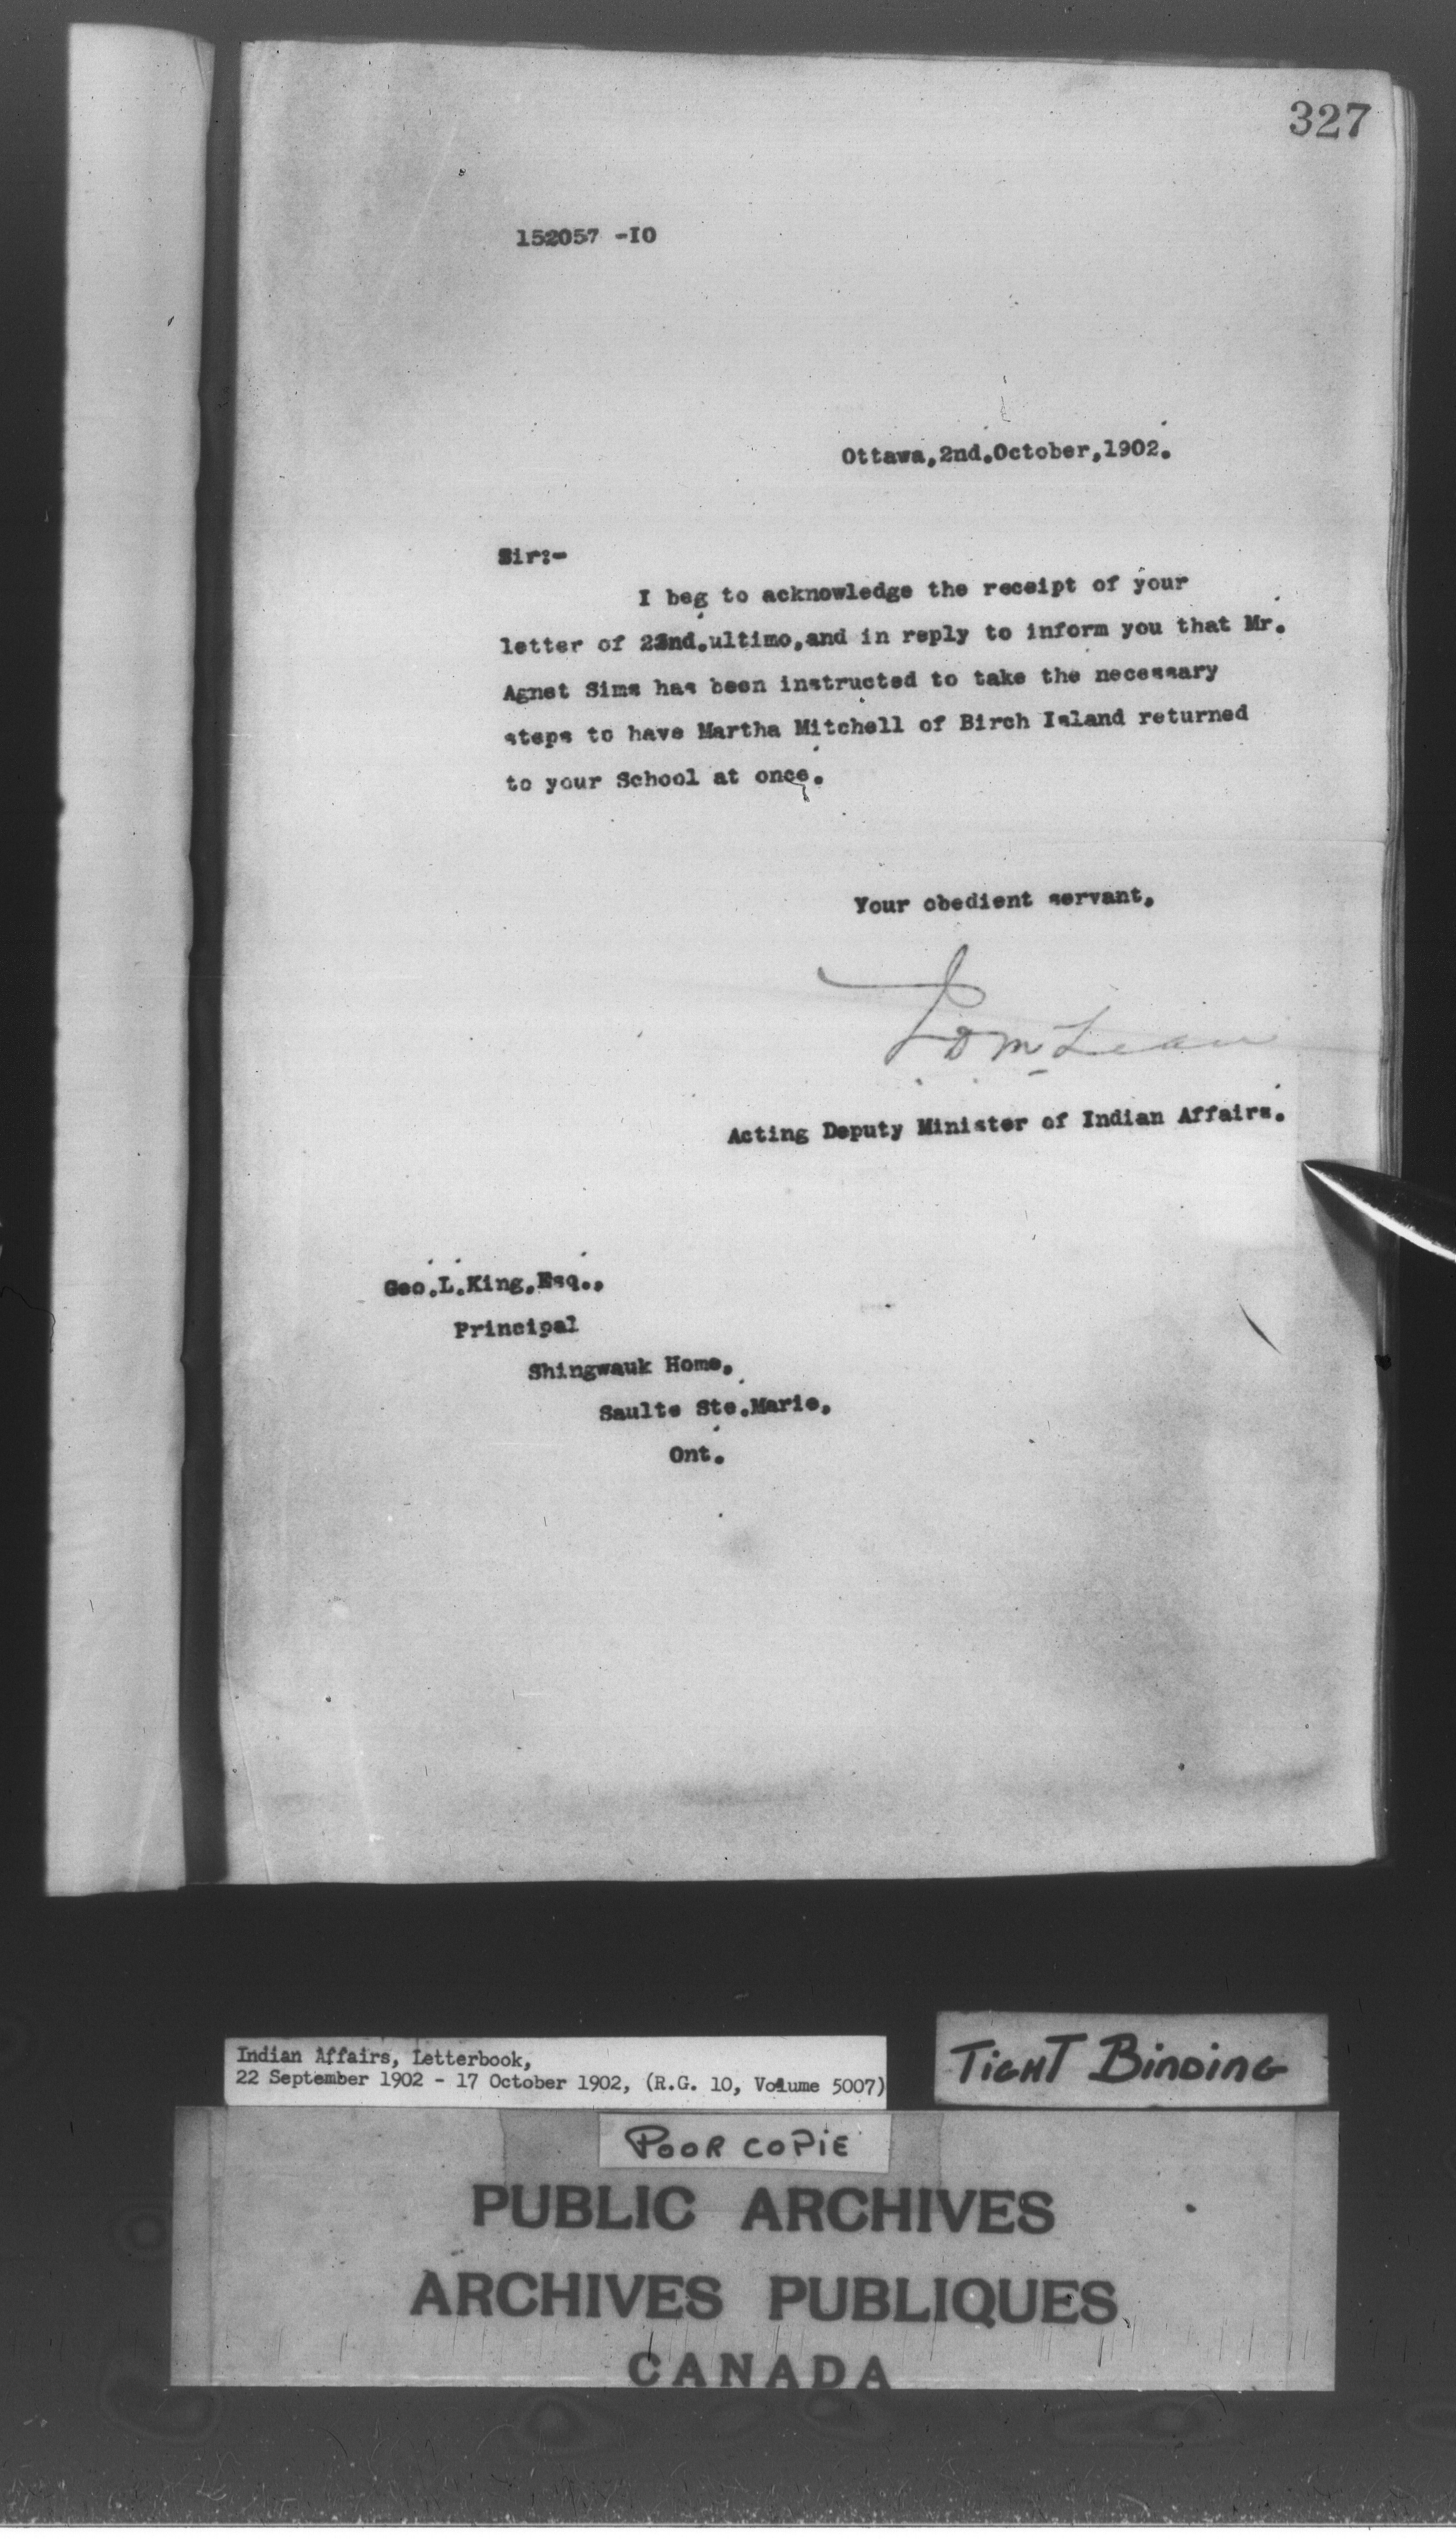 327
152057 -IO
Ottawa,2nd.October,1902.
Sir:-
I beg to acknowledge the receipt of your
letter of 22nd.ultimo,and in reply to inform you that Mr.
Agnet Sims has been instructed to take the necessary
steps to have Martha Mitchell of Birch Island returned
to your School at once.
Your obedient servant,
J D McLean
Acting Deputy Minister of Indian Affairs.
Geo.L.King,Esq.,
Principal
Shingwauk Home,
Saulte Ste.Marie,
Ont.
Indian Affairs, Letterbook,
22 September 1902 - 17 October 1902, (R.G. 10, Volume 5007)
TIGHT BINDING
POOR COPIE
PUBLIC ARCHIVES
ARCHIVES PUBLIQUES
CANADA